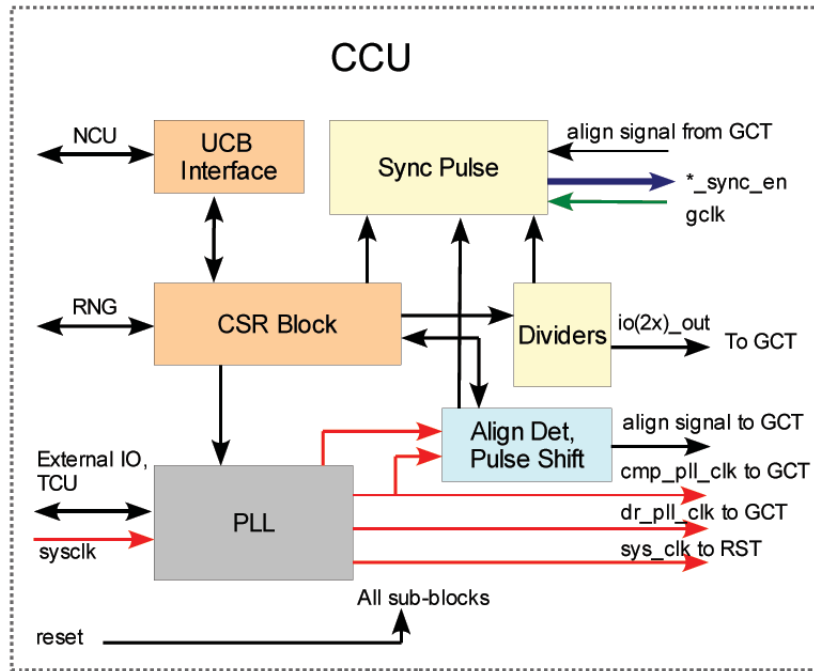 CCU
NCU
UCB
Interface
Sync Pulse
align signal from GCT
*_sync_en
gclk
RNG
CSR Block
Dividers
io(2x)_out
To GCT
Align Det,
Pulse Shift
align signal to GCT
External IO,
TCU
sysclk
PLL
cmp_pll_clk to GCT
dr_pll_clk to GCT
sys_clk to RST
All sub-blocks
reset